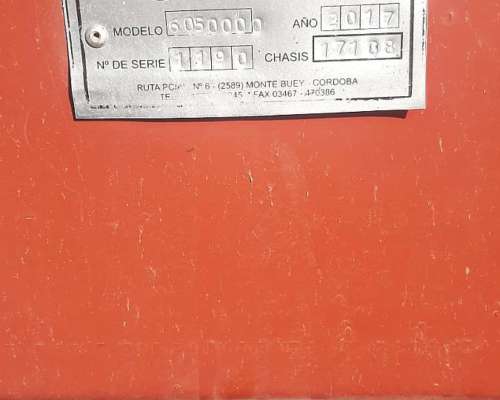 MODELO 6050000 AÑO 2017
Nº DE SERIE 1190 CHASIS 17108
RUTA Nº 6 - (2589) MONTE BUEY - CORDOBA
FAX 03467 - 470386